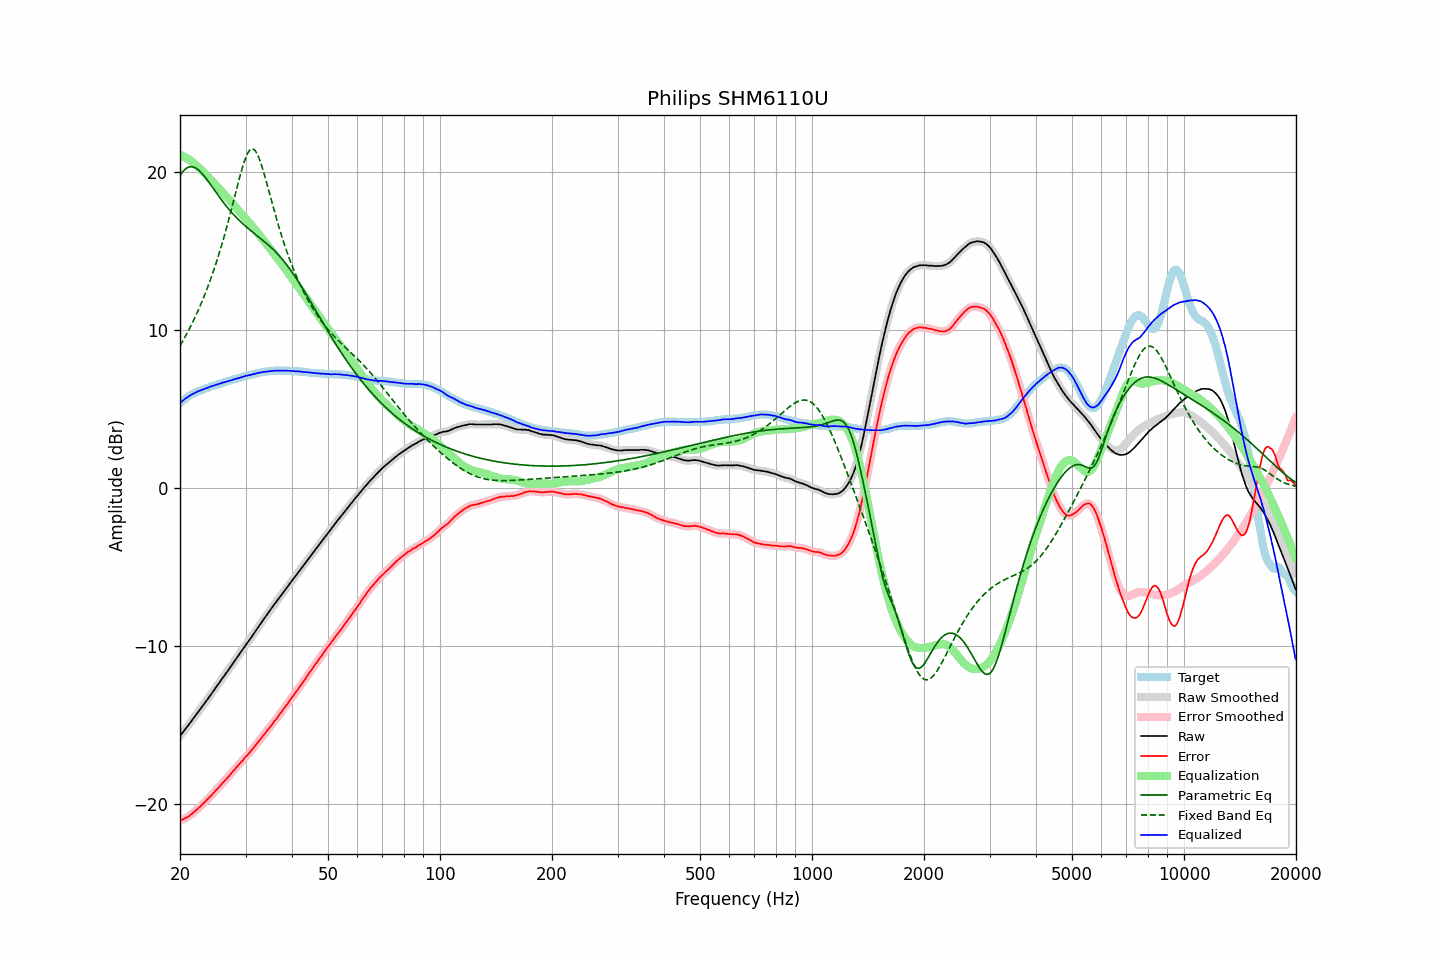 Philips SHM6110U
Amplitude (dBr)
20
10
0
−10
−20
20
50
100
200
500
1000
2000
5000
10000
20000
Frequency (Hz)
Target
Raw Smoothed
Error Smoothed
Raw
Error
Equalization
Parametric Eq
Fixed Band Eq
Equalized